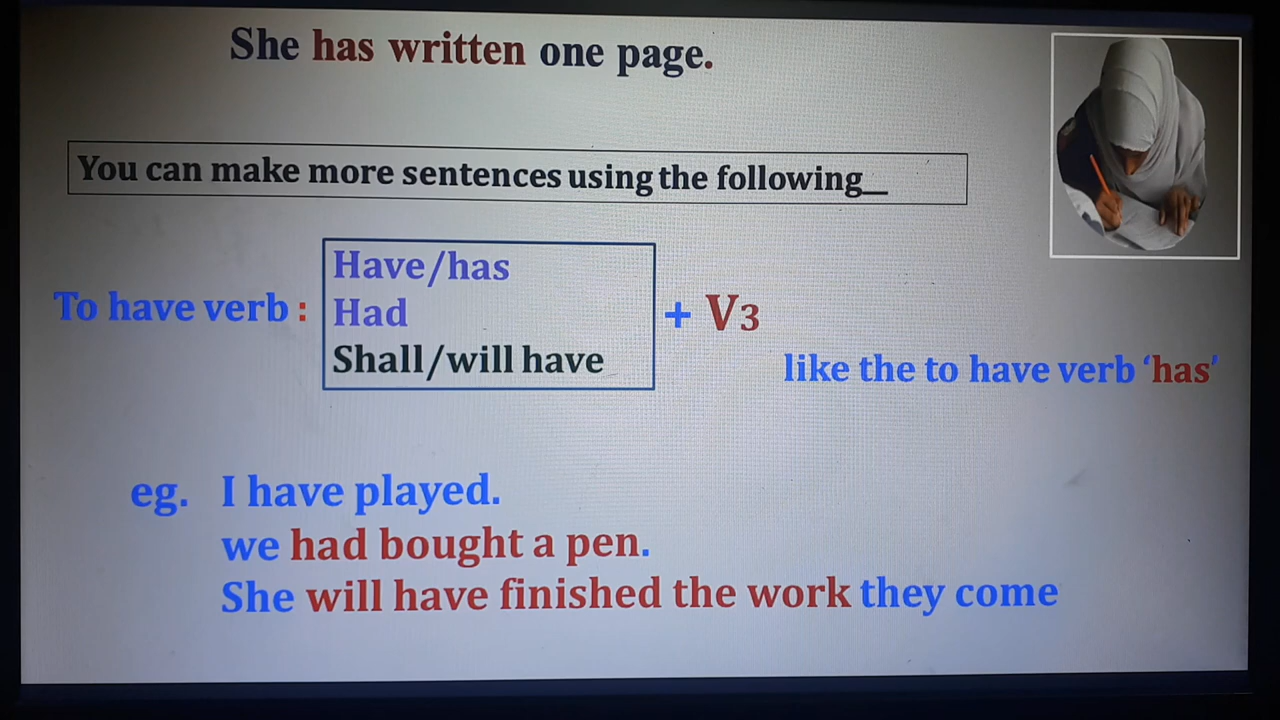 She has written one page.
You can make more sentences using the following_
To have verb :
Have/has
Had
Shall/will have
+ V3
like the to have verb ‘has’
eg. I have played.
we had bought a pen.
She will have finished the work they come